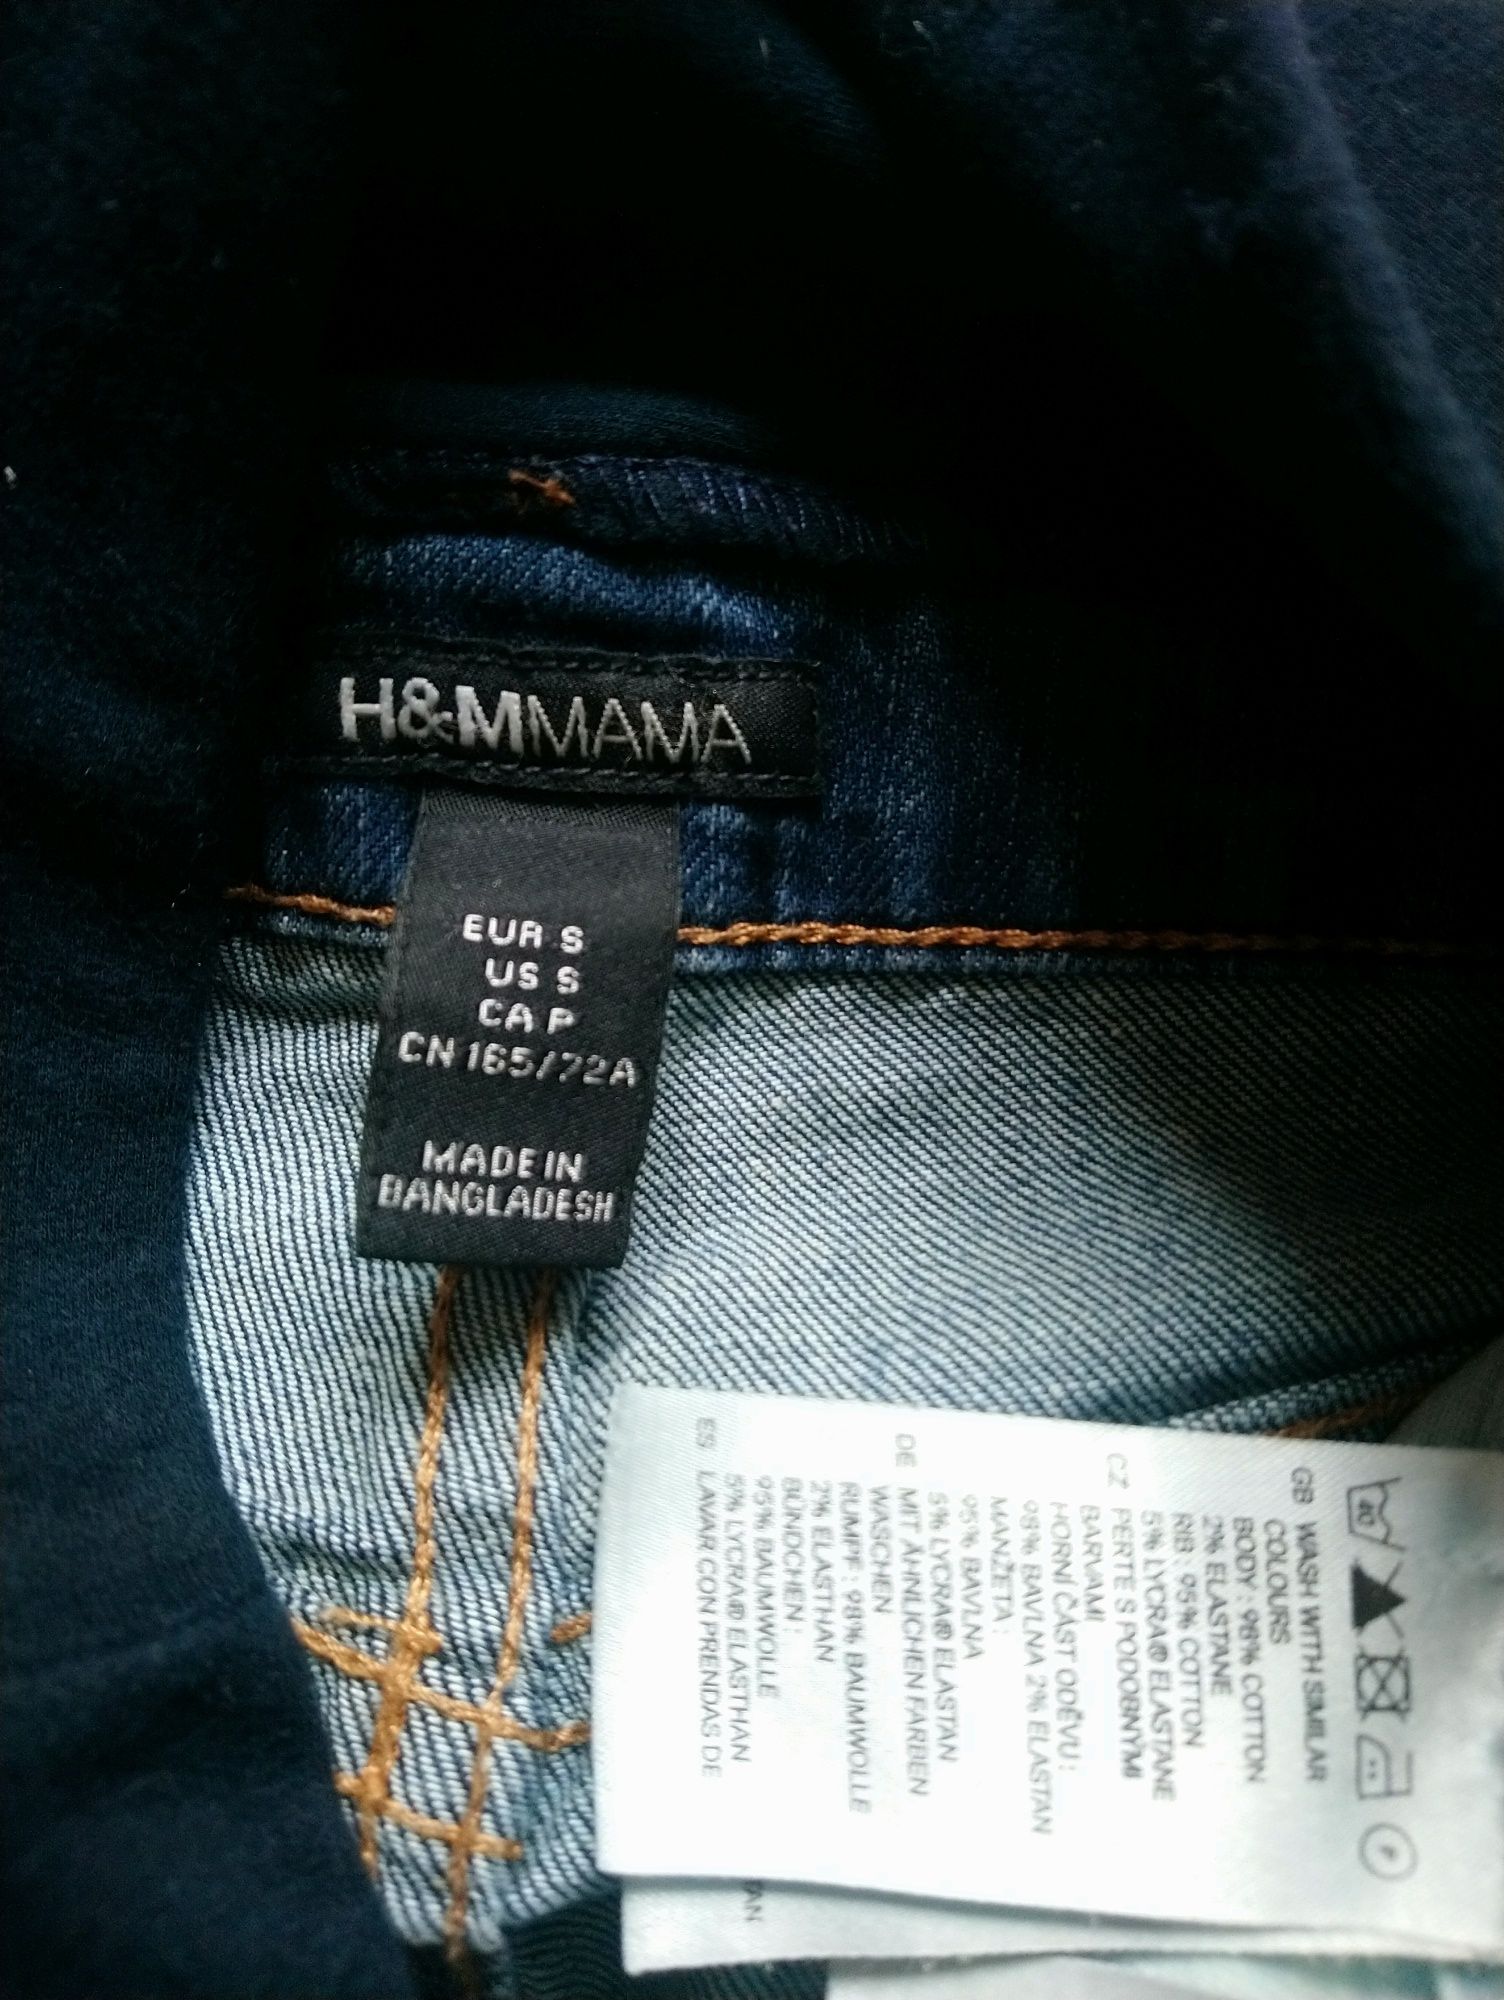 H&MMAMA
EUR S
US S
CA P
CN 165/72A
MADE IN
BANGLADESH
40
P
GB WASH WITH SIMILAR
COLOURS
BODY : 98% COTTON
2% ELASTANE
RIB : 95% COTTON
5% LYCRA® ELASTANE
CZ PERTE S PODOBNÝMI
BARVAMI
HORNÍ ČÁST ODĚVU :
98% BAVLNA 2% ELASTAN
MANŽETA :
95% BAVLNA
5% LYCRA® ELASTAN
DE MIT ÄHNLICHEN FARBEN
WASCHEN
RUMPF : 98% BAUMWOLLE
2% ELASTHAN
BÜNDCHEN :
95% BAUMWOLLE
5% LYCRA® ELASTHAN
ES LAVAR CON PRENDAS DE